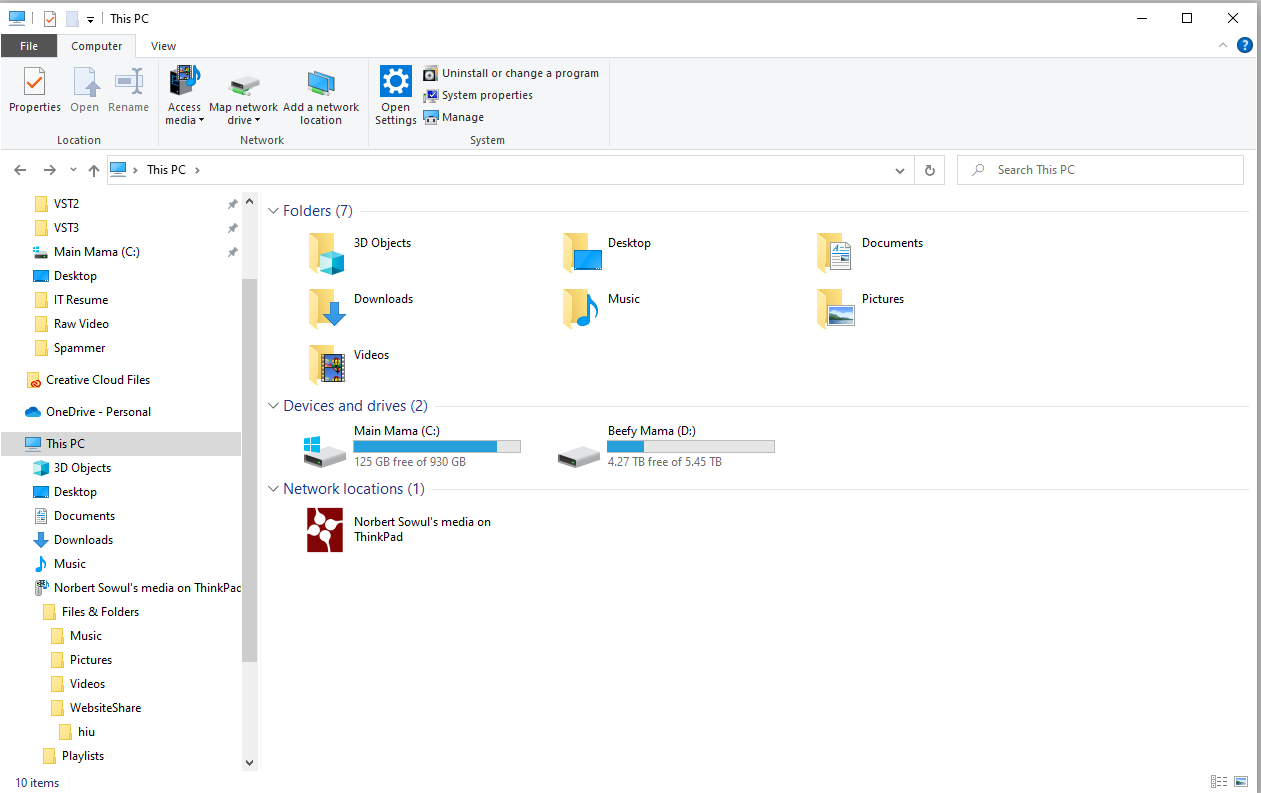 This PC
File
Computer
View
Properties
Open
Rename
Access
media
Map network
drive
Add a network
location
Open
Settings
Uninstall or change a program
System properties
Manage
Location
Network
System
This PC
Search This PC
VST2
VST3
Main Mama (C:)
Desktop
IT Resume
Raw Video
Spammer
Creative Cloud Files
OneDrive - Personal
This PC
3D Objects
Desktop
Documents
Downloads
Music
Norbert Sowul's media on ThinkPad
Files & Folders
Music
Pictures
Videos
WebsiteShare
hiu
Playlists
Folders (7)
3D Objects
Desktop
Documents
Downloads
Music
Pictures
Videos
Devices and drives (2)
Main Mama (C:)
125 GB free of 930 GB
Beefy Mama (D:)
4.27 TB free of 5.45 TB
Network locations (1)
Norbert Sowul's media on
ThinkPad
10 items